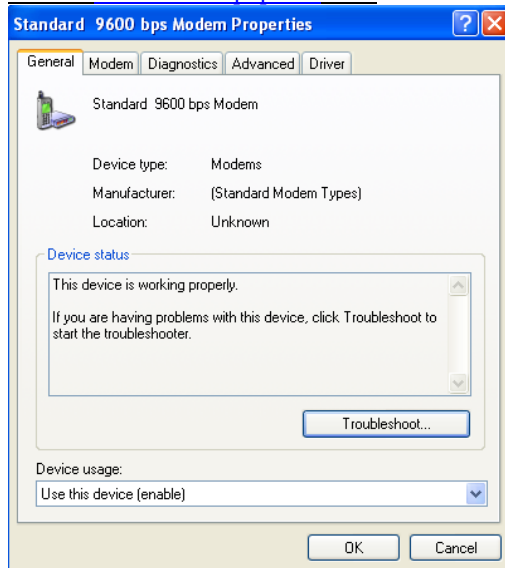 Standard 9600 bps Modem Properties
General Modem Diagnostics Advanced Driver
Standard 9600 bps Modem
Device type: Modems
Manufacturer: (Standard Modem Types)
Location: Unknown
Device status
This device is working properly.
If you are having problems with this device, click Troubleshoot to
start the troubleshooter.
Troubleshoot...
Device usage:
Use this device (enable)
OK Cancel